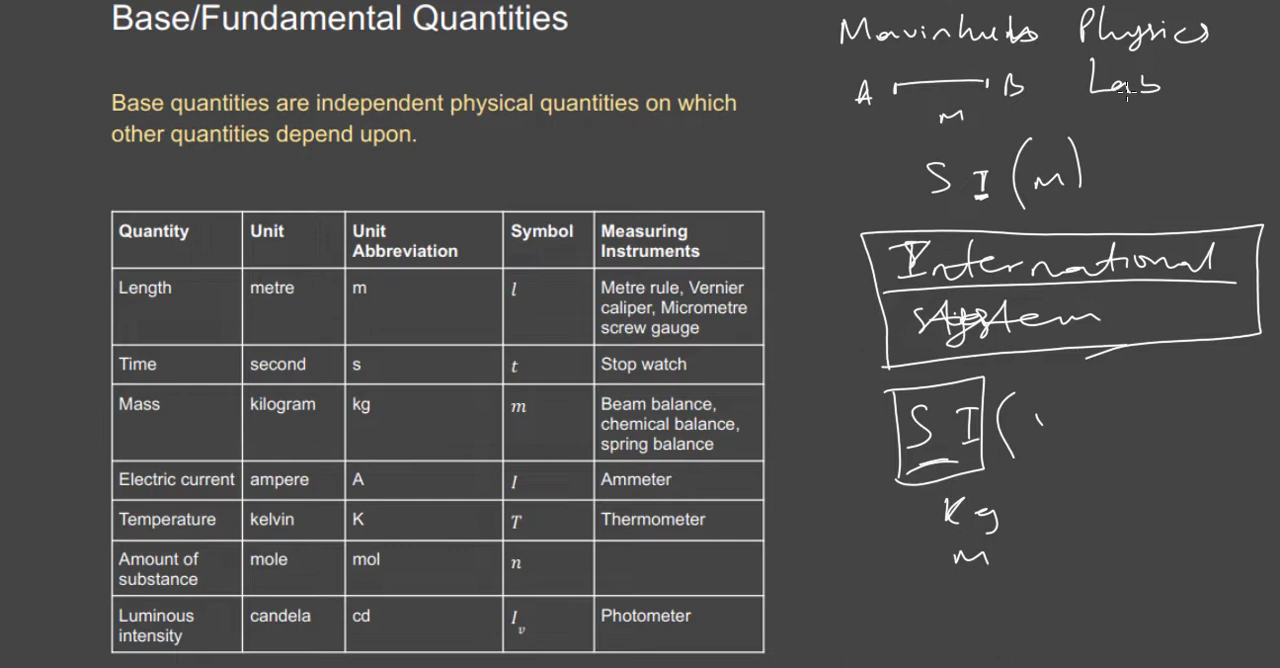 Base/Fundamental Quantities
Base quantities are independent physical quantities on which
other quantities depend upon.
Quantity Unit Unit Abbreviation Symbol Measuring Instruments
Length metre m l Metre rule, Vernier caliper, Micrometre screw gauge
Time second s t Stop watch
Mass kilogram kg m Beam balance, chemical balance, spring balance
Electric current ampere A I Ammeter
Temperature kelvin K T Thermometer
Amount of substance mole mol n
Luminous intensity candela cd I v Photometer
Physics
A B Lab
m
S I (m)
International
system
S I (
Kg
m